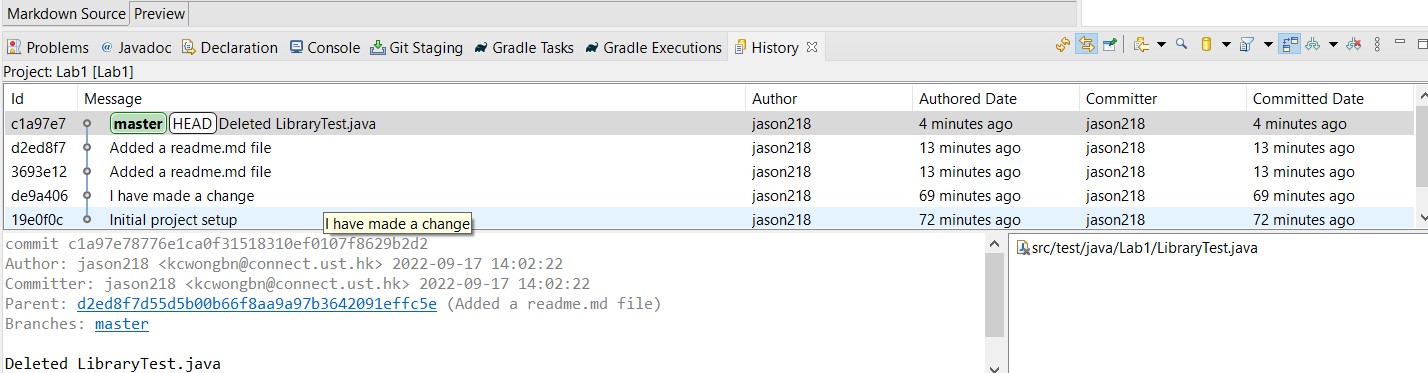 Markdown Source Preview
Problems @ Javadoc Declaration Console Git Staging Gradle Tasks Gradle Executions History
Project: Lab1 [Lab1]
Id Message Author Authored Date Committer Committed Date
c1a97e7 master HEAD Deleted LibraryTest.java jason218 4 minutes ago jason218 4 minutes ago
d2ed8f7 Added a readme.md file jason218 13 minutes ago jason218 13 minutes ago
3693e12 Added a readme.md file jason218 13 minutes ago jason218 13 minutes ago
de9a406 I have made a change jason218 69 minutes ago jason218 69 minutes ago
19e0f0c Initial project setup jason218 72 minutes ago jason218 72 minutes ago
I have made a change
commit c1a97e78776e1ca0f31518310ef0107f8629b2d2
Author: jason218 <kcwongbn@connect.ust.hk> 2022-09-17 14:02:22
Committer: jason218 <kcwongbn@connect.ust.hk> 2022-09-17 14:02:22
Parent: d2ed8f7d55d5b00b66f8aa9a97b3642091effc5e (Added a readme.md file)
Branches: master
Deleted LibraryTest.java
src/test/java/Lab1/LibraryTest.java